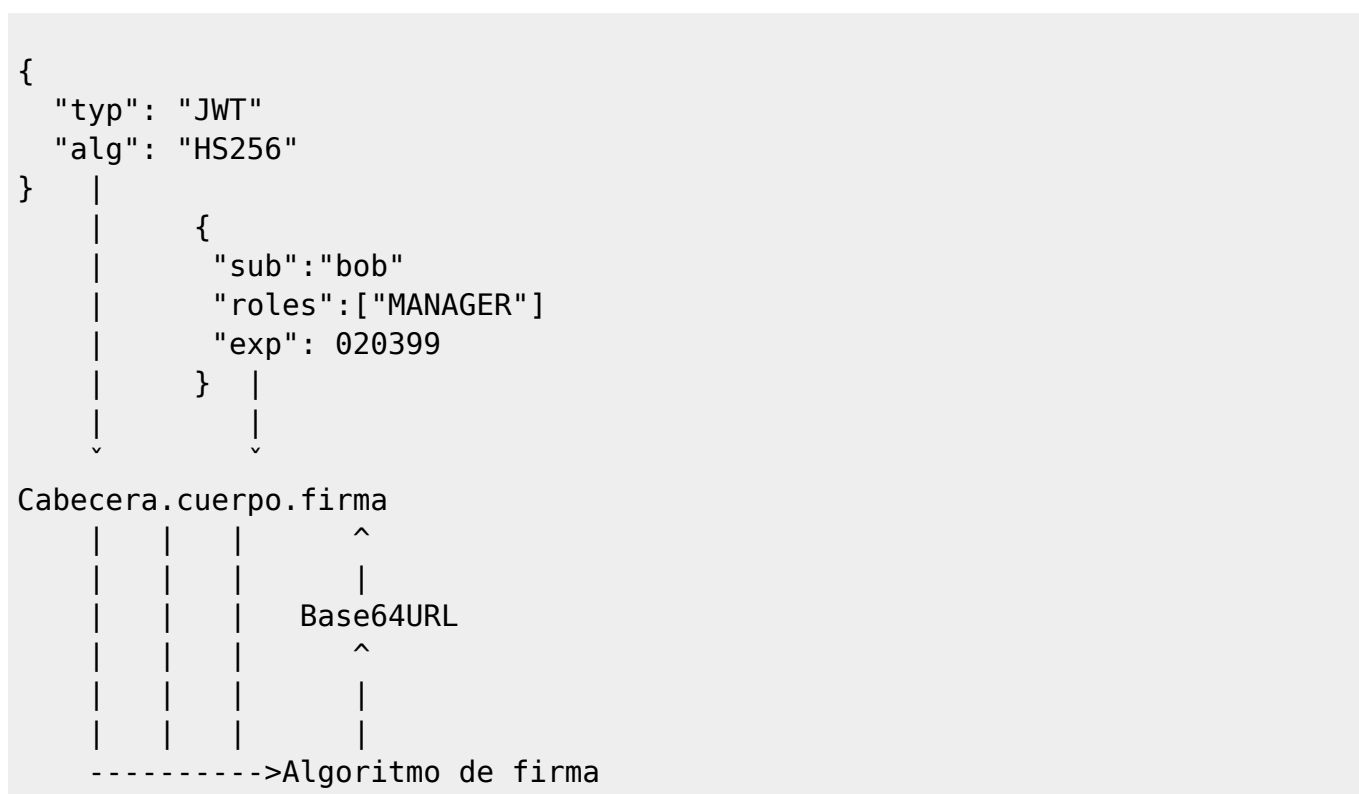 {
  "typ": "JWT"
  "alg": "HS256"
}   |
    |     {
    |      "sub":"bob"
    |      "roles":["MANAGER"]
    |      "exp": 020399
    |     }  |
    |        |
    ˇ        ˇ
Cabecera.cuerpo.firma
    |   |   |      ^
    |   |   |      |
    |   |   |   Base64URL
    |   |   |      ^
    |   |   |      |
    |   |   |      |
    ---------->Algoritmo de firma